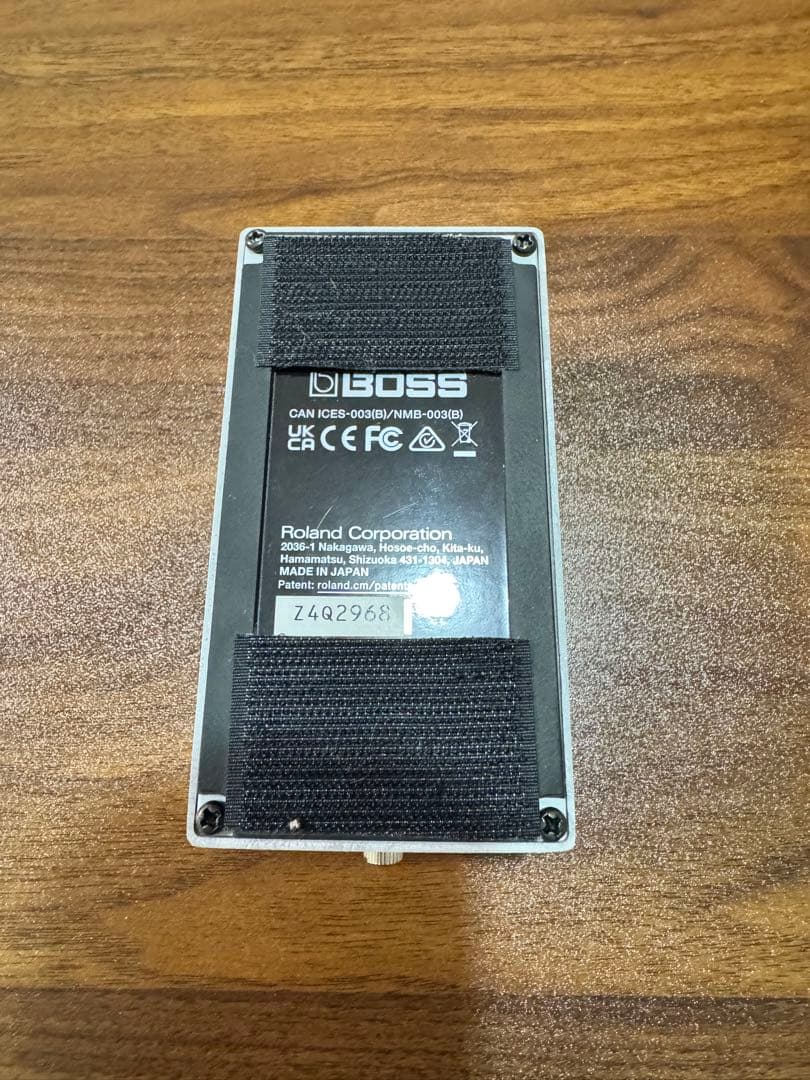 BOSS
CAN ICES-003(B)/NMB-003(B)
UK CA CE FC
Roland Corporation
2036-1 Nakagawa, Hosoe-cho, Kita-ku,
Hamamatsu, Shizuoka 431-1304, JAPAN
MADE IN JAPAN
Patent: roland.cm/patent
Z4Q2968